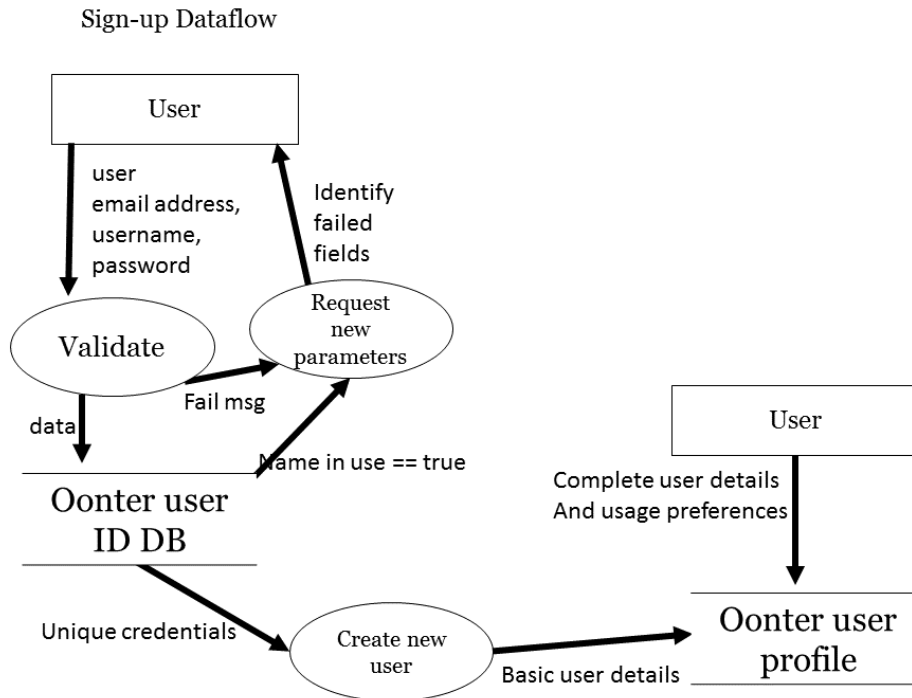 Sign-up Dataflow
User
user
email address,
username,
password
Identify
failed
fields
Request
new
parameters
Validate
Fail msg
data
Name in use == true
Oonter user
ID DB
User
Complete user details
And usage preferences
Unique credentials
Create new
user
Basic user details
Oonter user
profile